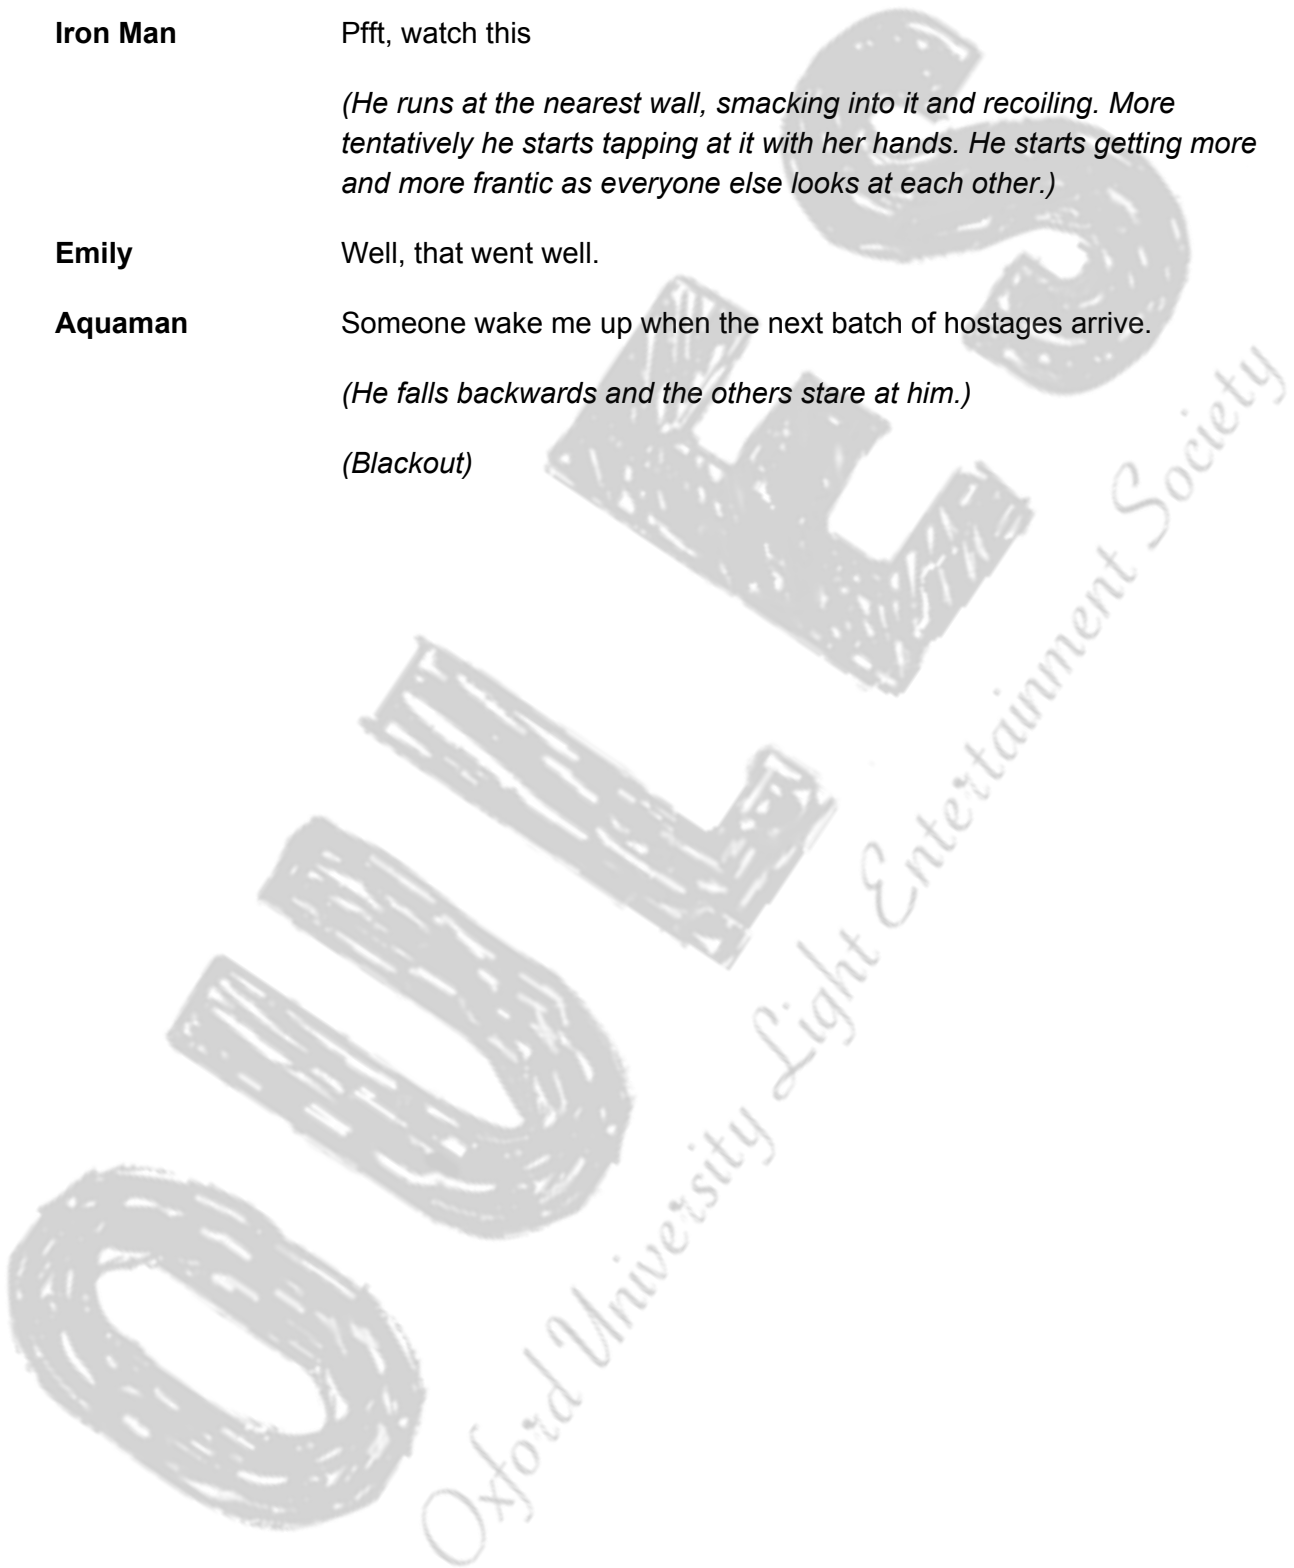 Iron Man Pfft, watch this
(He runs at the nearest wall, smacking into it and recoiling. More
tentatively he starts tapping at it with her hands. He starts getting more
and more frantic as everyone else looks at each other.)
Emily Well, that went well.
Aquaman Someone wake me up when the next batch of hostages arrive.
(He falls backwards and the others stare at him.)
(Blackout)
OULES
Oxford University Light Entertainment Society